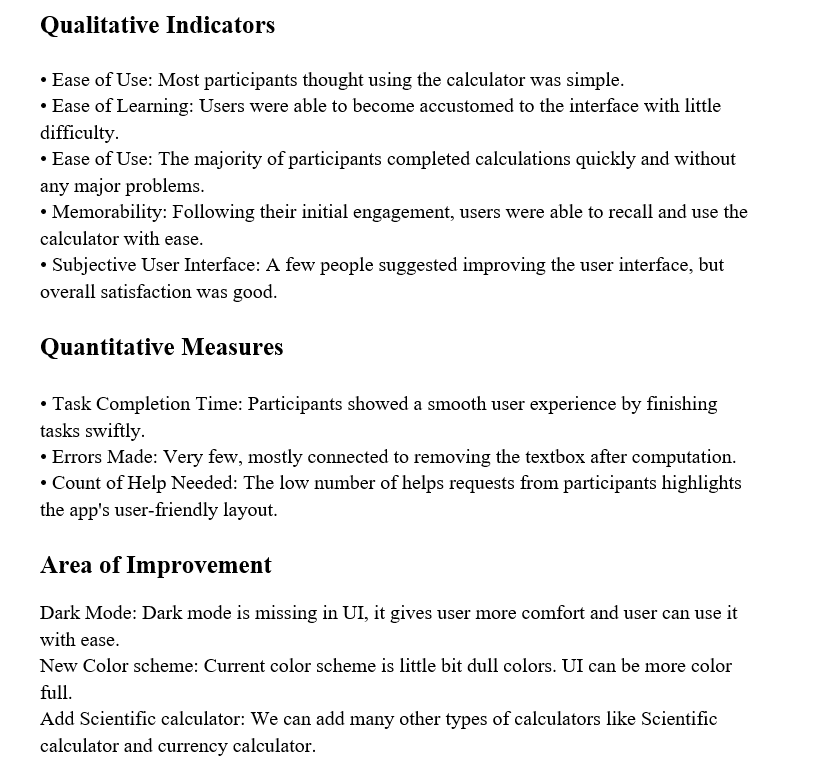 Qualitative Indicators
• Ease of Use: Most participants thought using the calculator was simple.
• Ease of Learning: Users were able to become accustomed to the interface with little
difficulty.
• Ease of Use: The majority of participants completed calculations quickly and without
any major problems.
• Memorability: Following their initial engagement, users were able to recall and use the
calculator with ease.
• Subjective User Interface: A few people suggested improving the user interface, but
overall satisfaction was good.
Quantitative Measures
• Task Completion Time: Participants showed a smooth user experience by finishing
tasks swiftly.
• Errors Made: Very few, mostly connected to removing the textbox after computation.
• Count of Help Needed: The low number of helps requests from participants highlights
the app's user-friendly layout.
Area of Improvement
Dark Mode: Dark mode is missing in UI, it gives user more comfort and user can use it
with ease.
New Color scheme: Current color scheme is little bit dull colors. UI can be more color
full.
Add Scientific calculator: We can add many other types of calculators like Scientific
calculator and currency calculator.